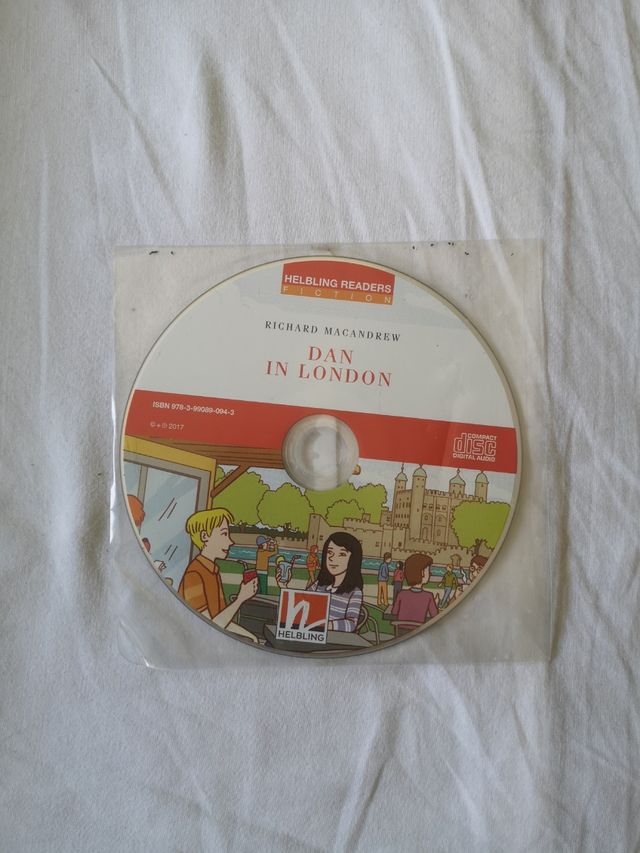 HELBLING READERS
FICTION
RICHARD MACANDREW
DAN
IN LONDON
ISBN 978-3-99089-094-3
© + ℗ 2017
COMPACT
disc
DIGITAL AUDIO
HELBLING